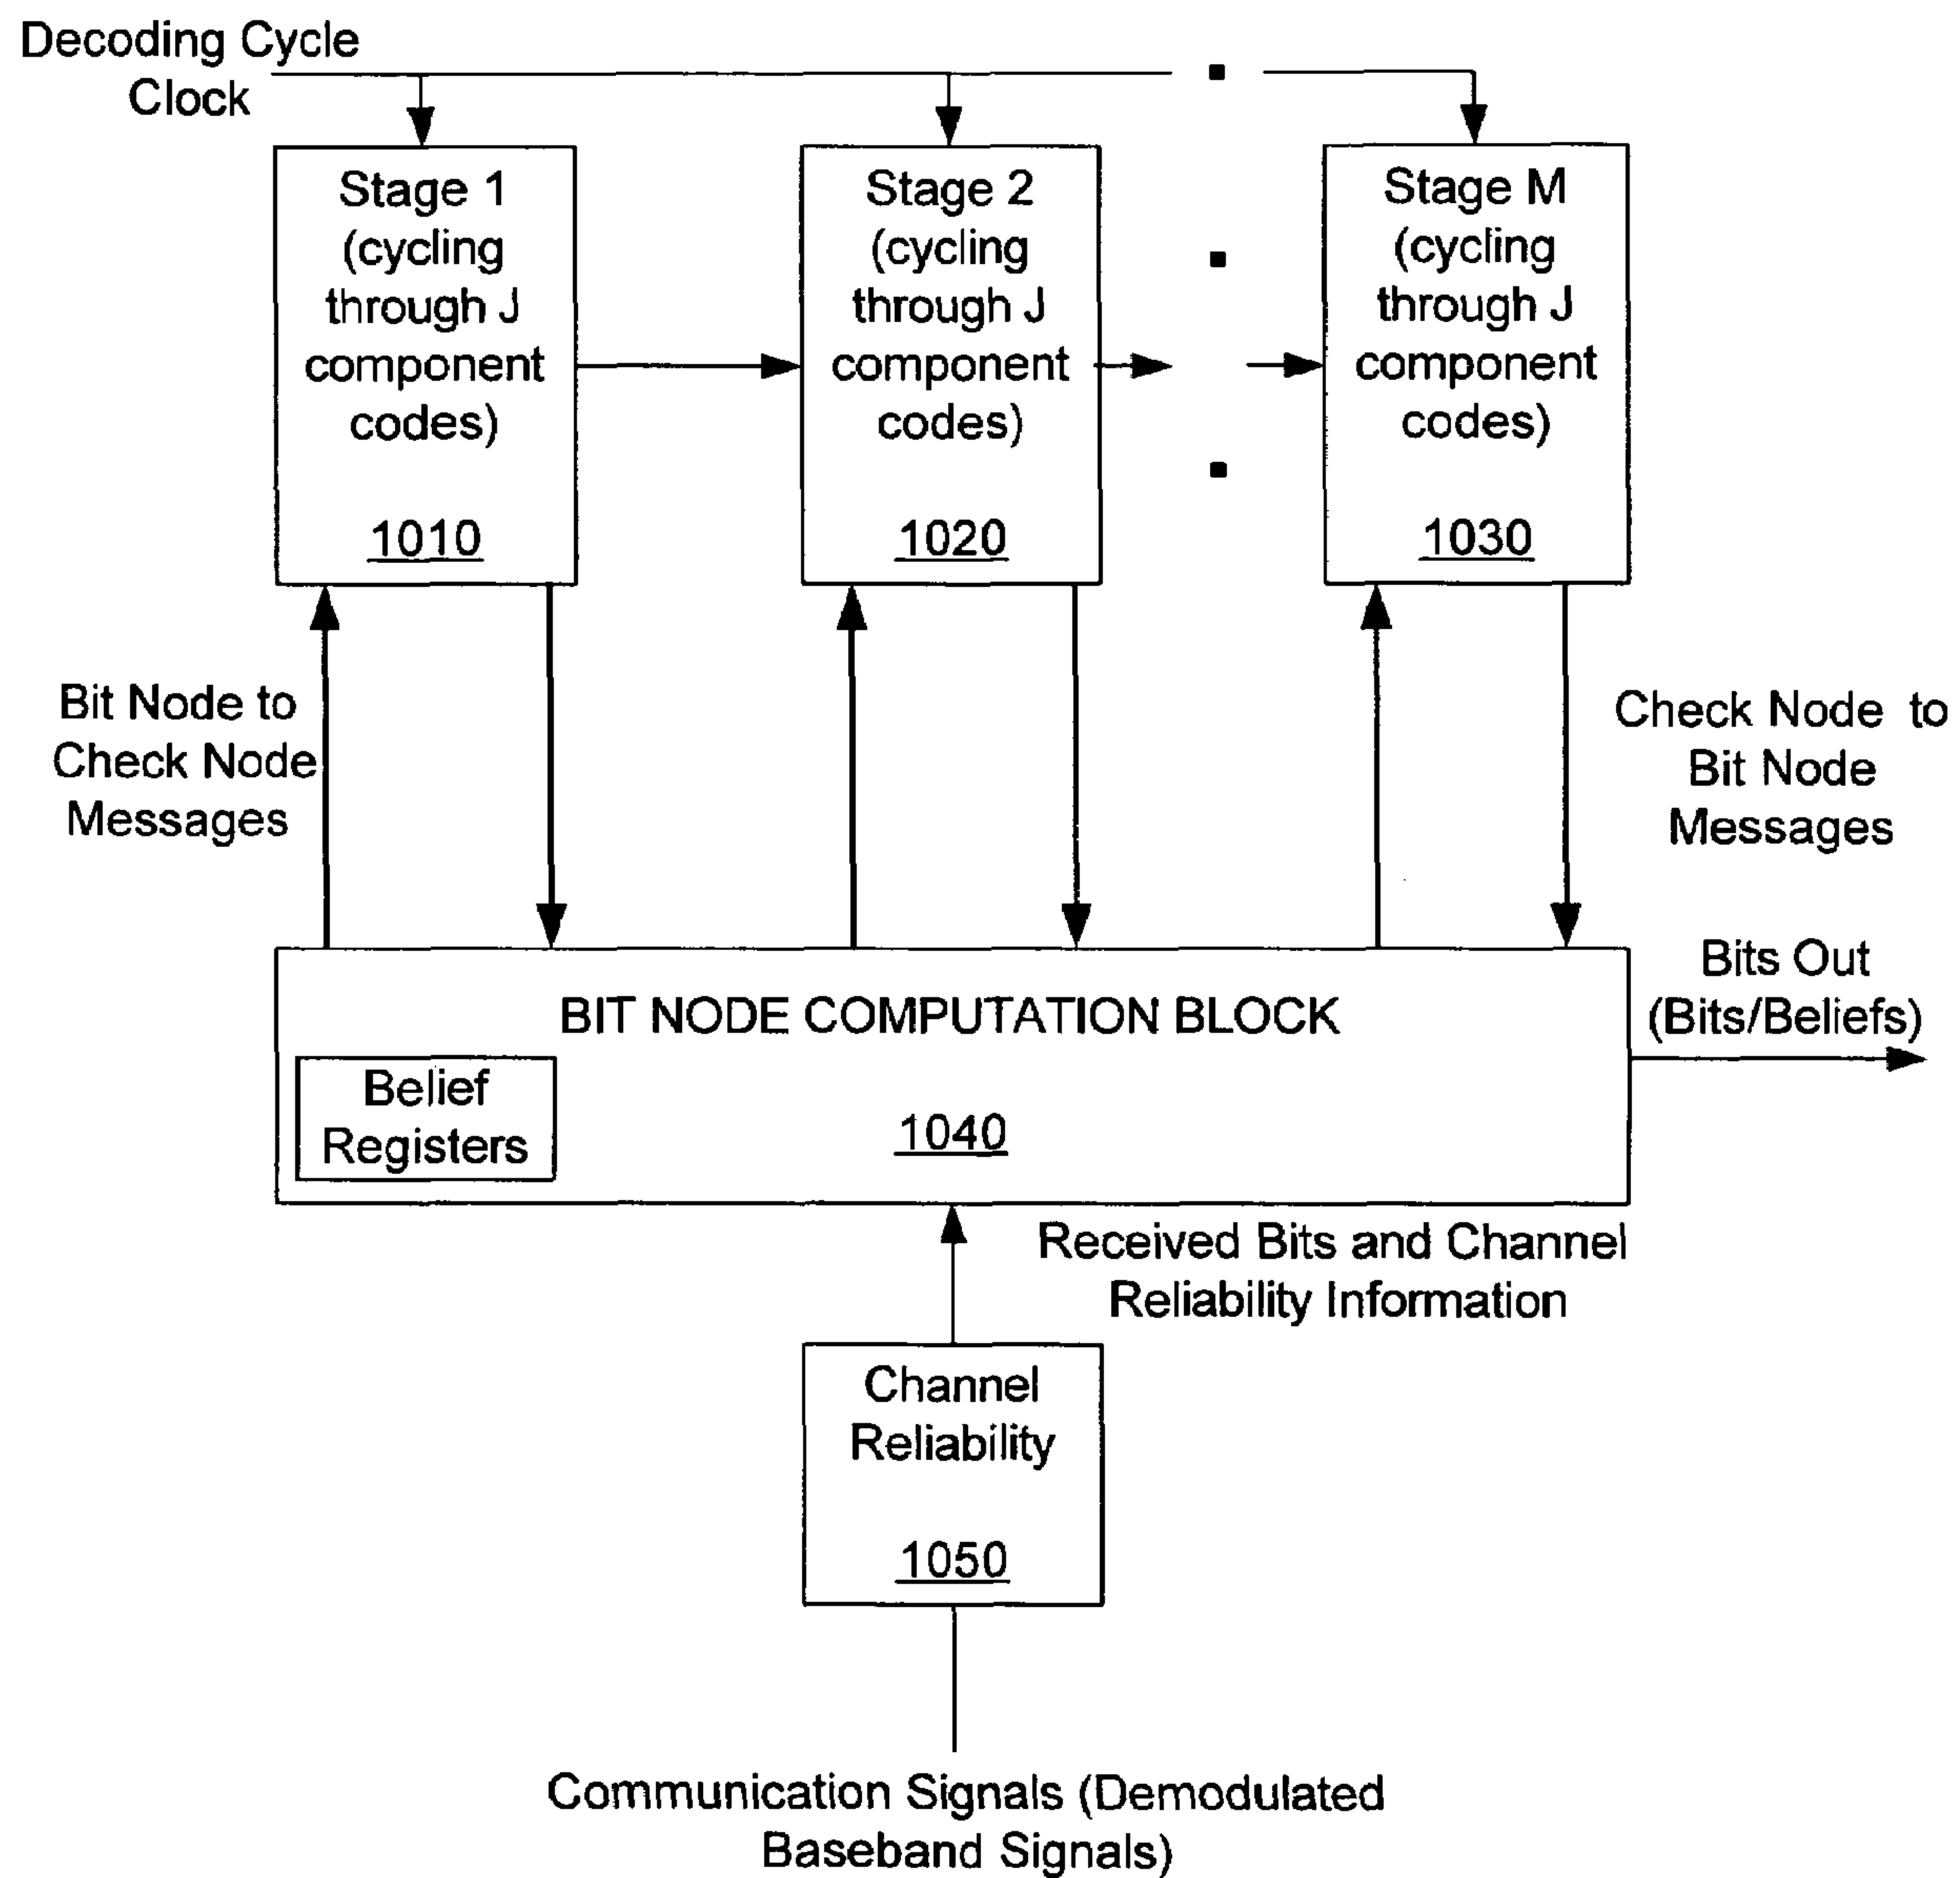 Decoding Cycle
Clock
Stage 1
(cycling
through J
component
codes)
1010
Stage 2
(cycling
through J
component
codes)
1020
Stage M
(cycling
through J
component
codes)
1030
Bit Node to
Check Node
Messages
Check Node to
Bit Node
Messages
BIT NODE COMPUTATION BLOCK
Belief
Registers
1040
Bits Out
(Bits/Beliefs)
Received Bits and Channel
Reliability Information
Channel
Reliability
1050
Communication Signals (Demodulated
Baseband Signals)